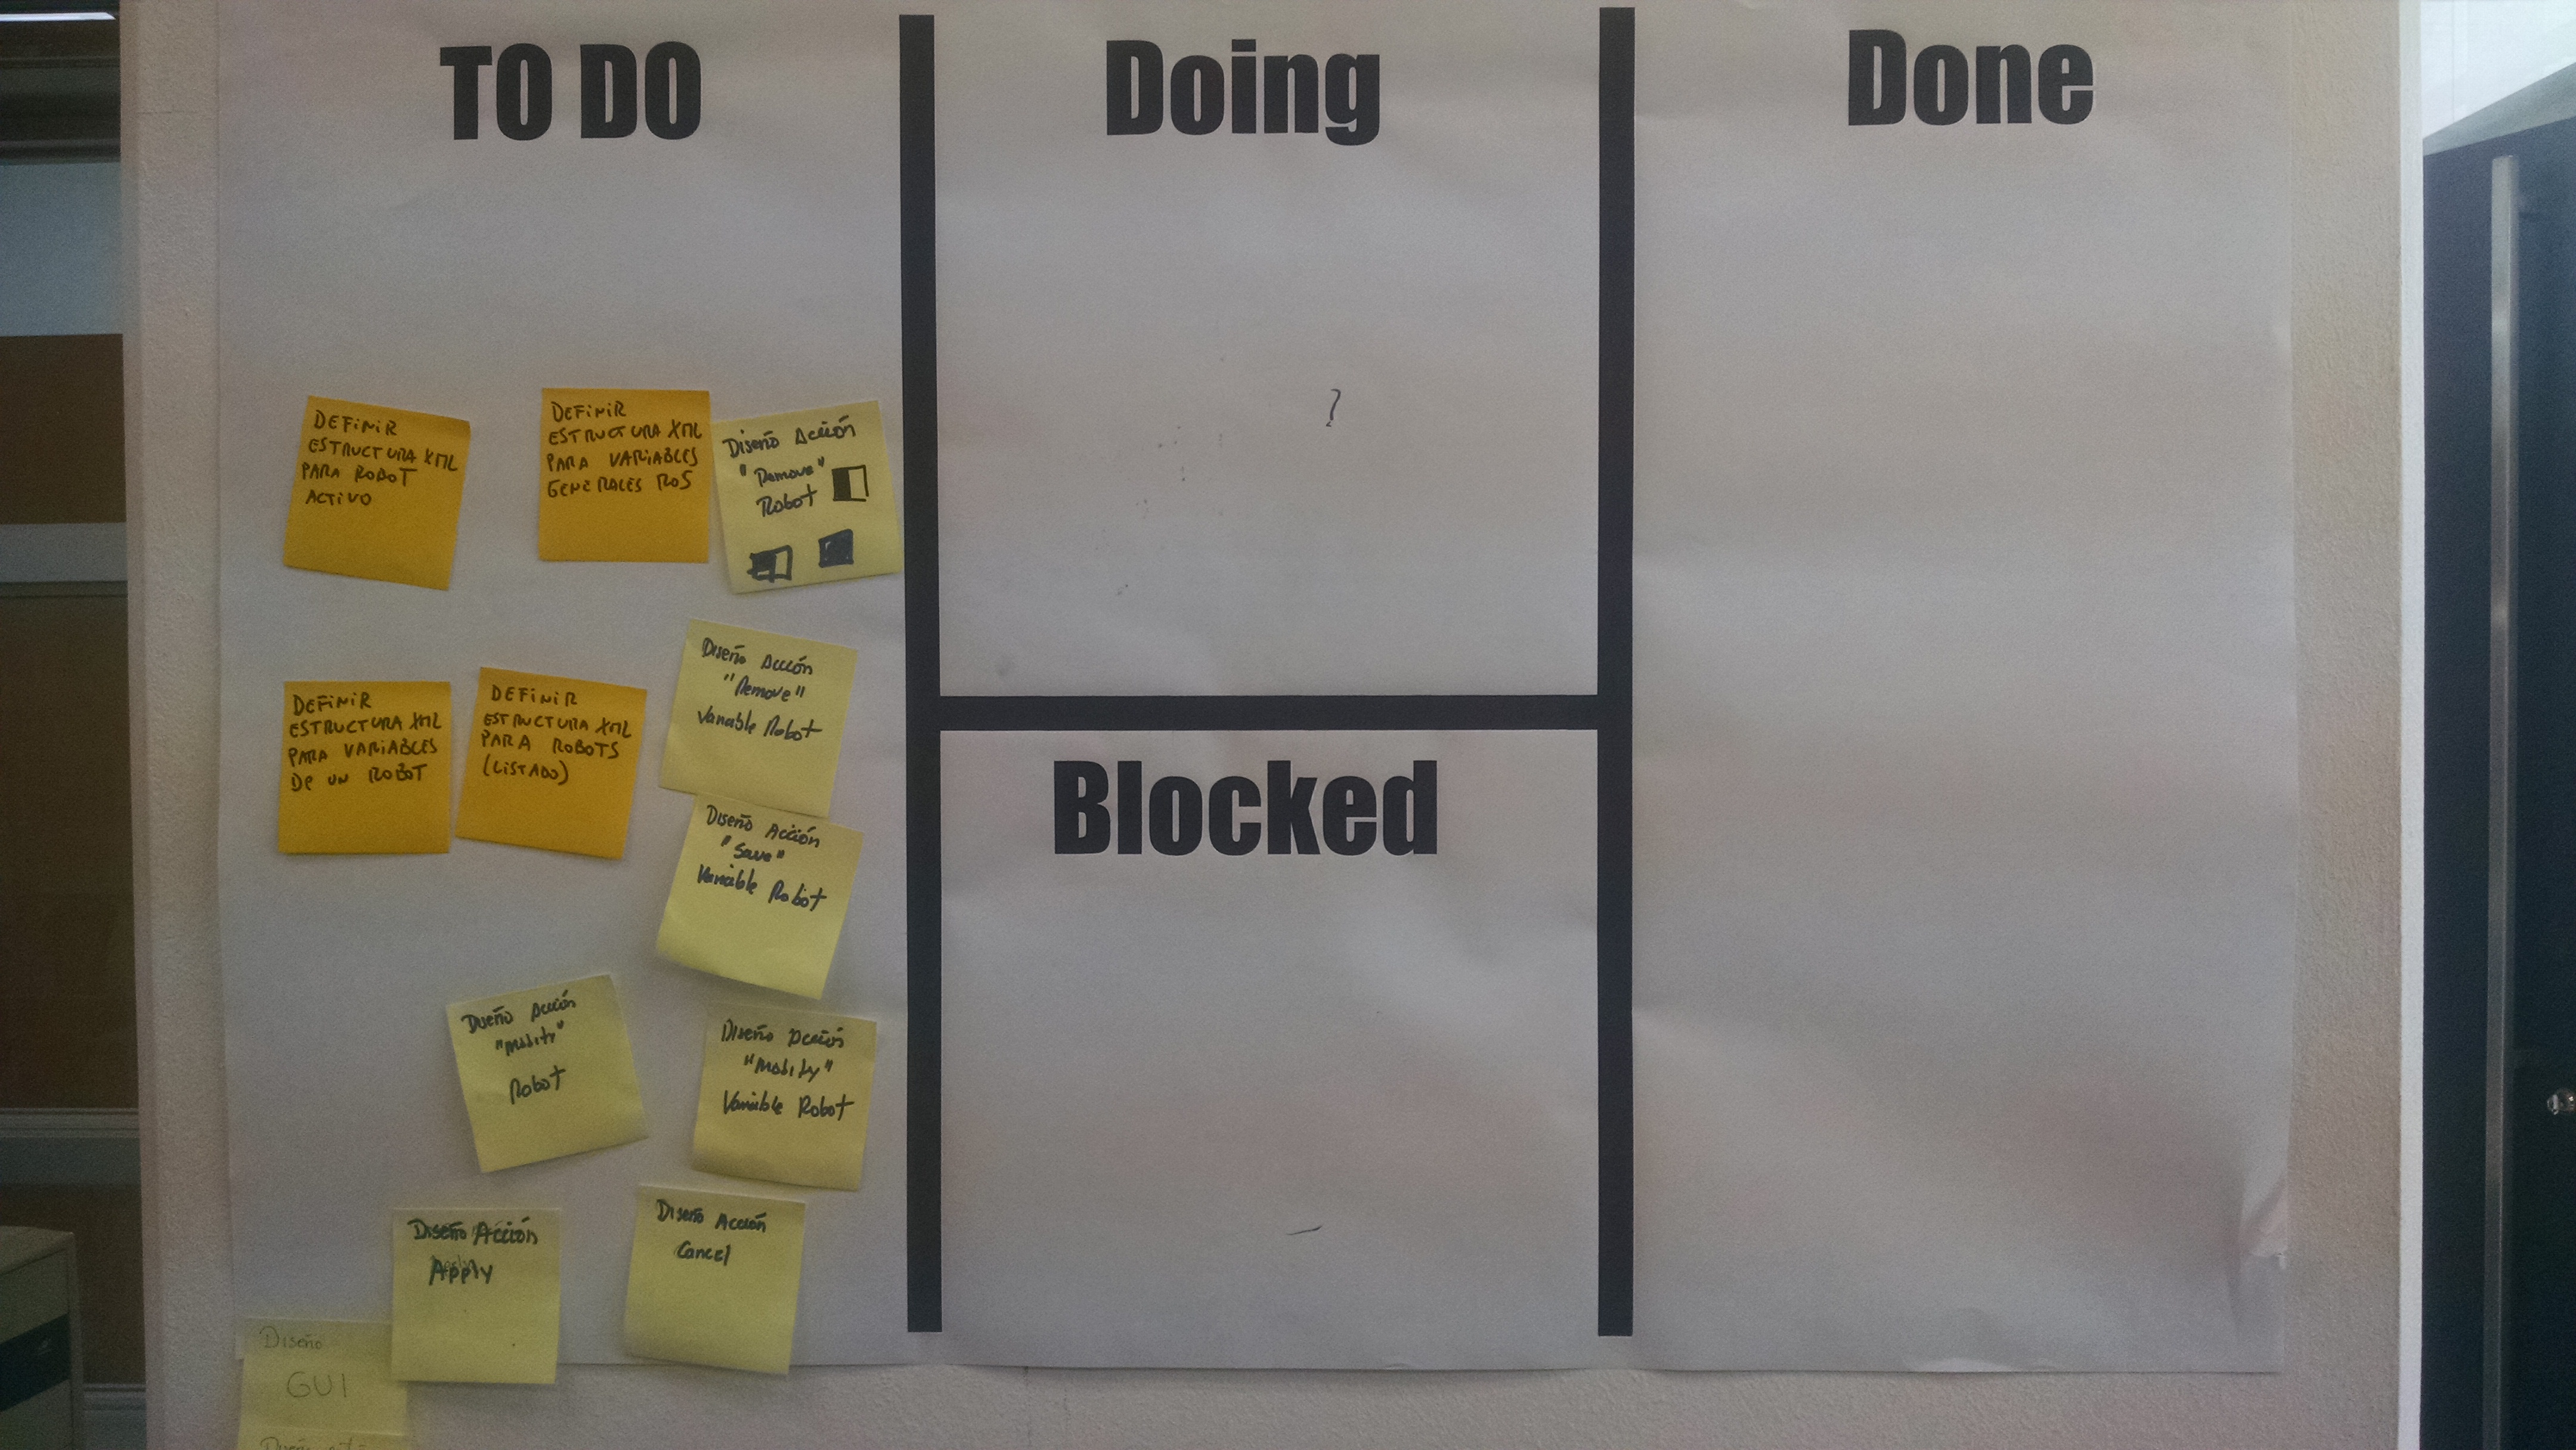 TO DO
Doing
Done
DEFINIR
ESTRUCTURA XML
PARA ROBOT
ACTIVO
DEFINIR
ESTRUCTURA XML
PARA VARIABLES
GENERALES ROS
Diseño Acción
"Remove"
Robot
DEFINIR
ESTRUCTURA XML
PARA VARIABLES
De UN ROBOT
DEFINIR
ESTRUCTURA XML
PARA ROBOTS
(LISTADO)
Diseño Acción
"Remove"
Variable Robot
Blocked
Diseño Acción
"Save"
Variable Robot
Diseño Acción
"Modify"
Robot
Diseño Acción
"Modify"
Variable Robot
Diseño Acción
Apply
Diseño Acción
Cancel
Diseño
GUI